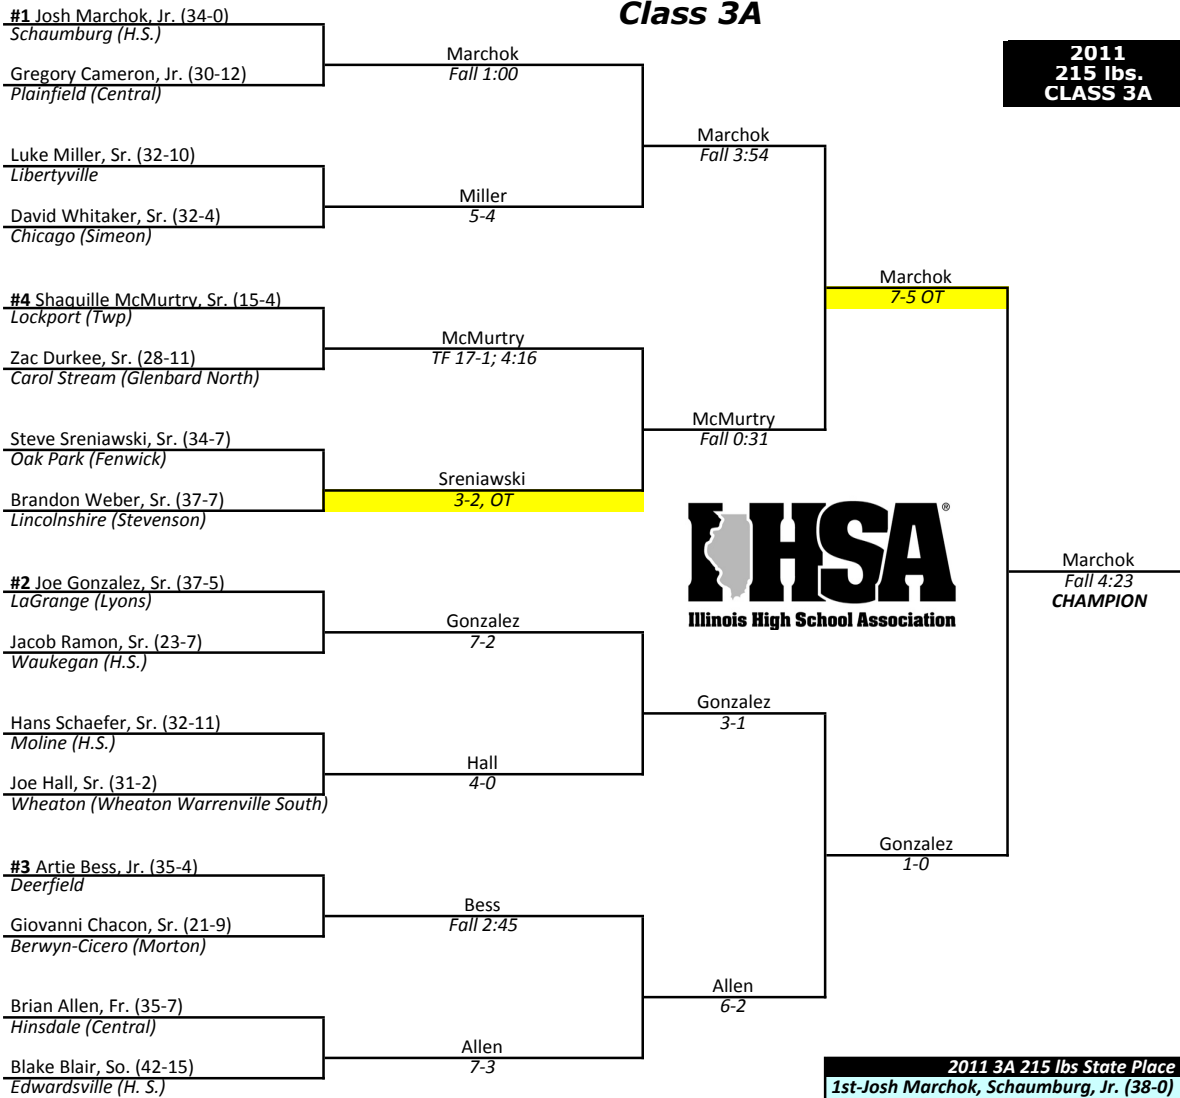 Class 3A
2011
215 lbs.
CLASS 3A
#1 Josh Marchok, Jr. (34-0)
Schaumburg (H.S.)
Gregory Cameron, Jr. (30-12)
Plainfield (Central)
Luke Miller, Sr. (32-10)
Libertyville
David Whitaker, Sr. (32-4)
Chicago (Simeon)
#4 Shaquille McMurtry, Sr. (15-4)
Lockport (Twp)
Zac Durkee, Sr. (28-11)
Carol Stream (Glenbard North)
Steve Sreniawski, Sr. (34-7)
Oak Park (Fenwick)
Brandon Weber, Sr. (37-7)
Lincolnshire (Stevenson)
#2 Joe Gonzalez, Sr. (37-5)
LaGrange (Lyons)
Jacob Ramon, Sr. (23-7)
Waukegan (H.S.)
Hans Schaefer, Sr. (32-11)
Moline (H.S.)
Joe Hall, Sr. (31-2)
Wheaton (Wheaton Warrenville South)
#3 Artie Bess, Jr. (35-4)
Deerfield
Giovanni Chacon, Sr. (21-9)
Berwyn-Cicero (Morton)
Brian Allen, Fr. (35-7)
Hinsdale (Central)
Blake Blair, So. (42-15)
Edwardsville (H. S.)
Marchok
Fall 1:00
Miller
5-4
McMurtry
TF 17-1; 4:16
Sreniawski
3-2, OT
Gonzalez
7-2
Hall
4-0
Bess
Fall 2:45
Allen
7-3
Marchok
Fall 3:54
McMurtry
Fall 0:31
Gonzalez
3-1
Allen
6-2
Marchok
7-5 OT
Gonzalez
1-0
IHSA®
Illinois High School Association
Marchok
Fall 4:23
CHAMPION
2011 3A 215 lbs State Place
1st-Josh Marchok, Schaumburg, Jr. (38-0)